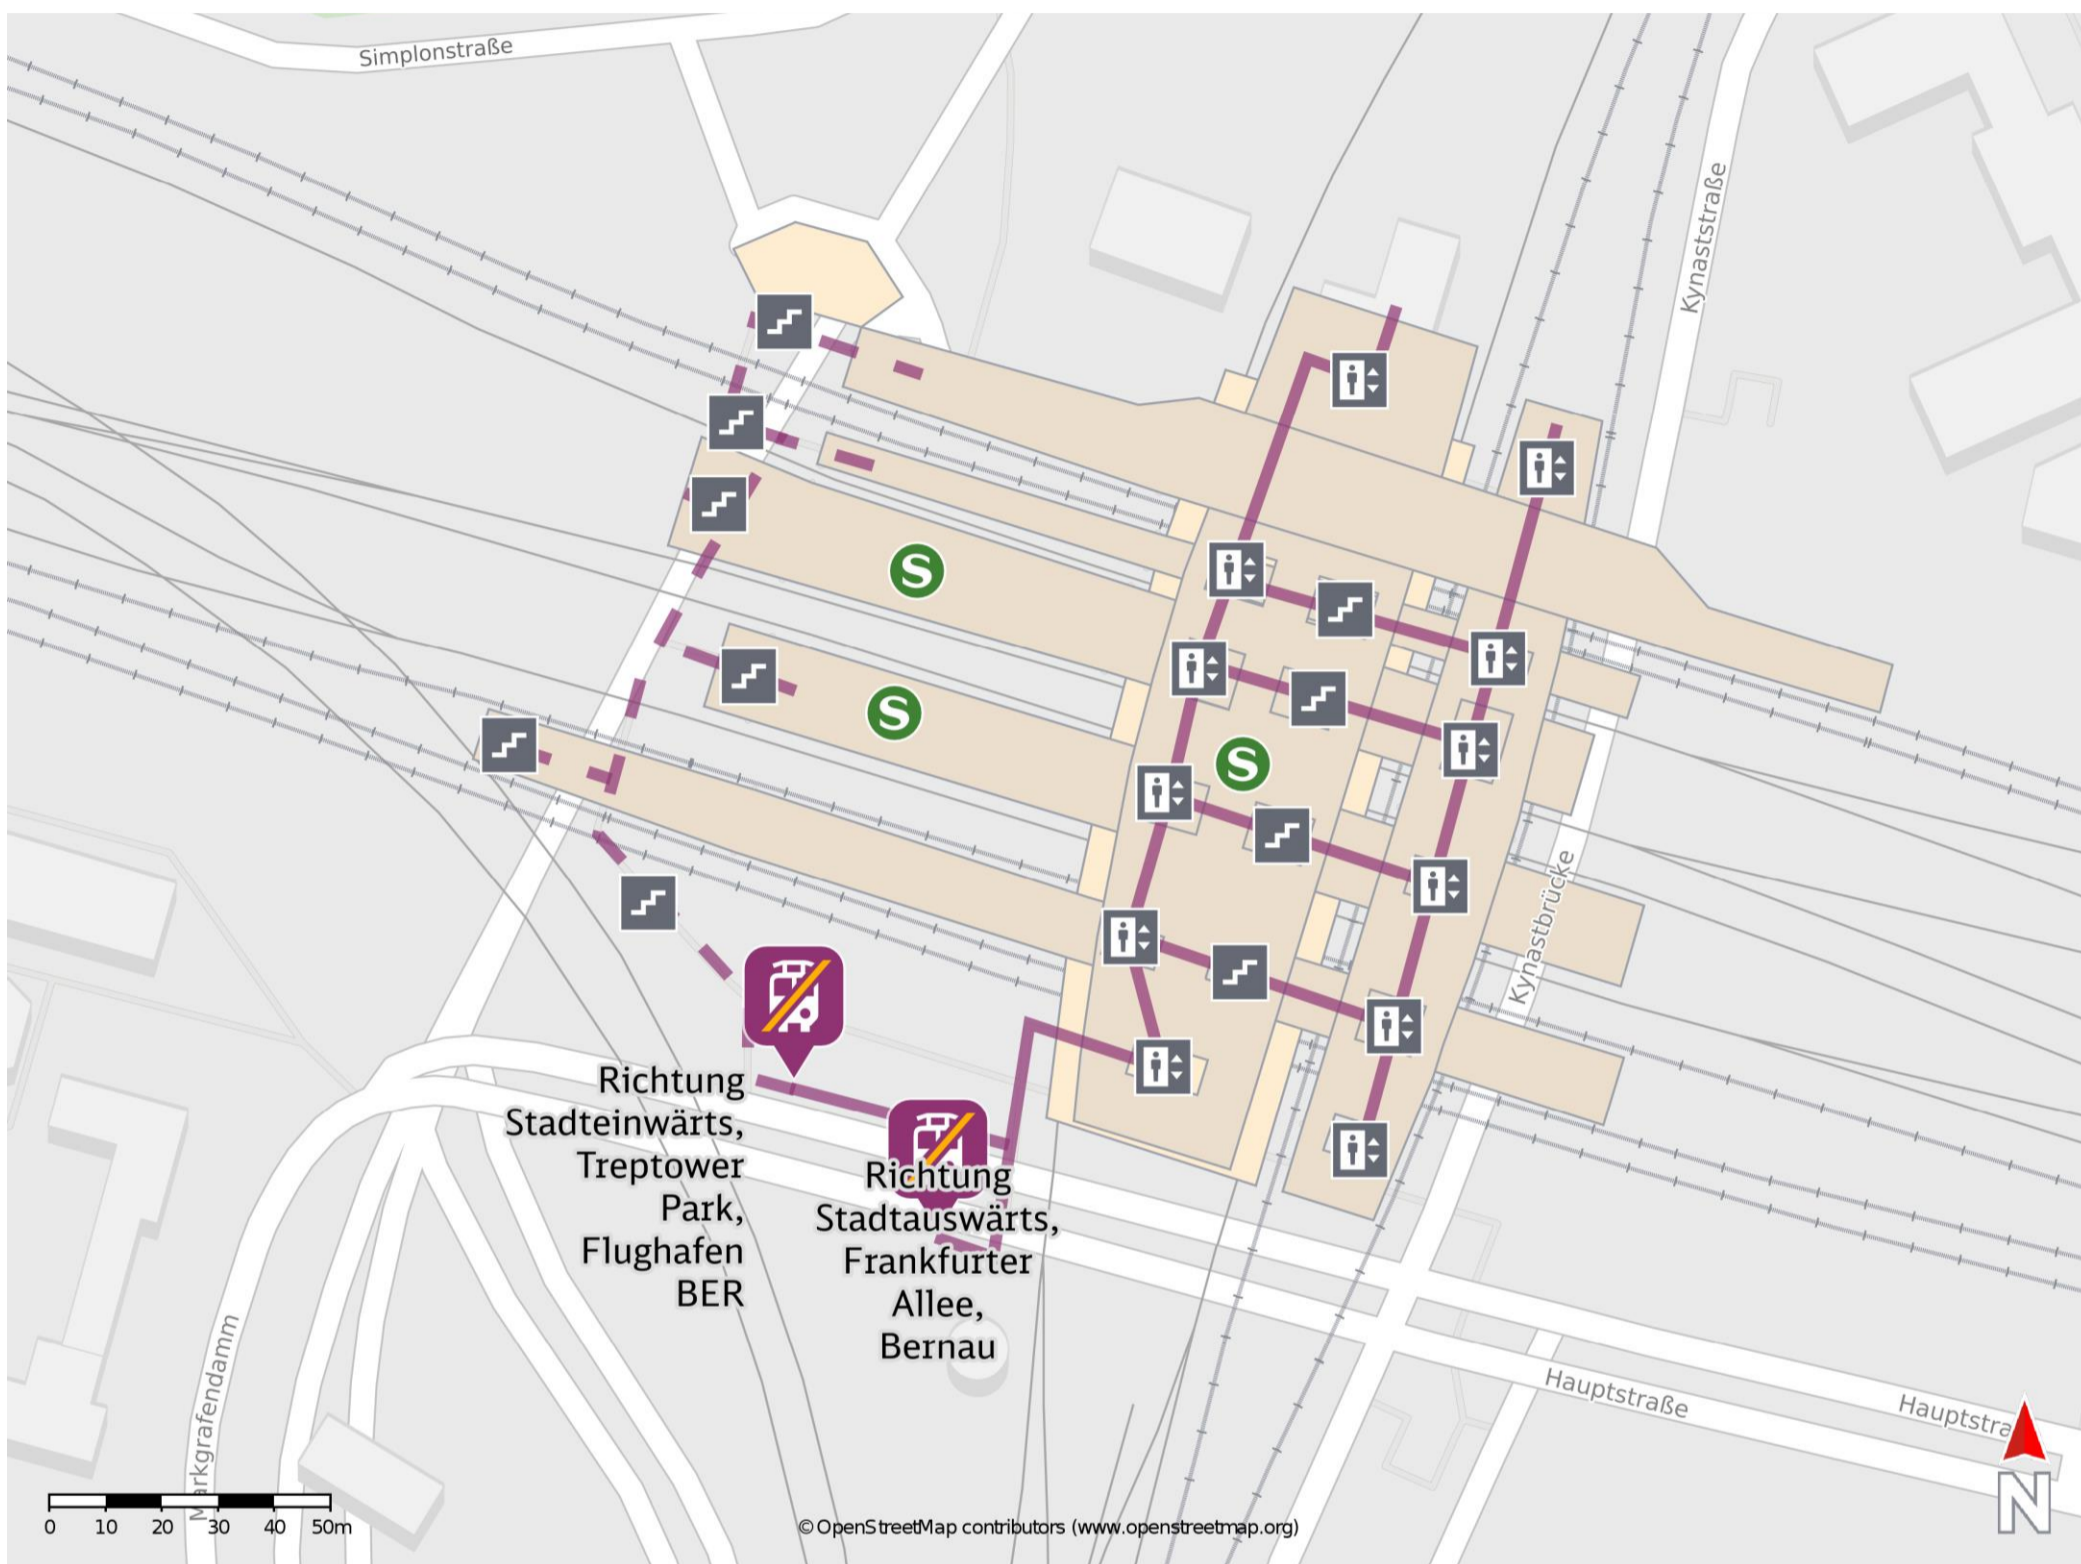 Simplonstraße
Kynaststraße
S
S
S
Kynastbrücke
Richtung
Stadteinwärts,
Treptower
Park,
Flughafen
BER
Richtung
Stadtauswärts,
Frankfurter
Allee,
Bernau
Markgrafendamm
Hauptstraße
Hauptstra
N
0 10 20 30 40 50m
© OpenStreetMap contributors (www.openstreetmap.org)